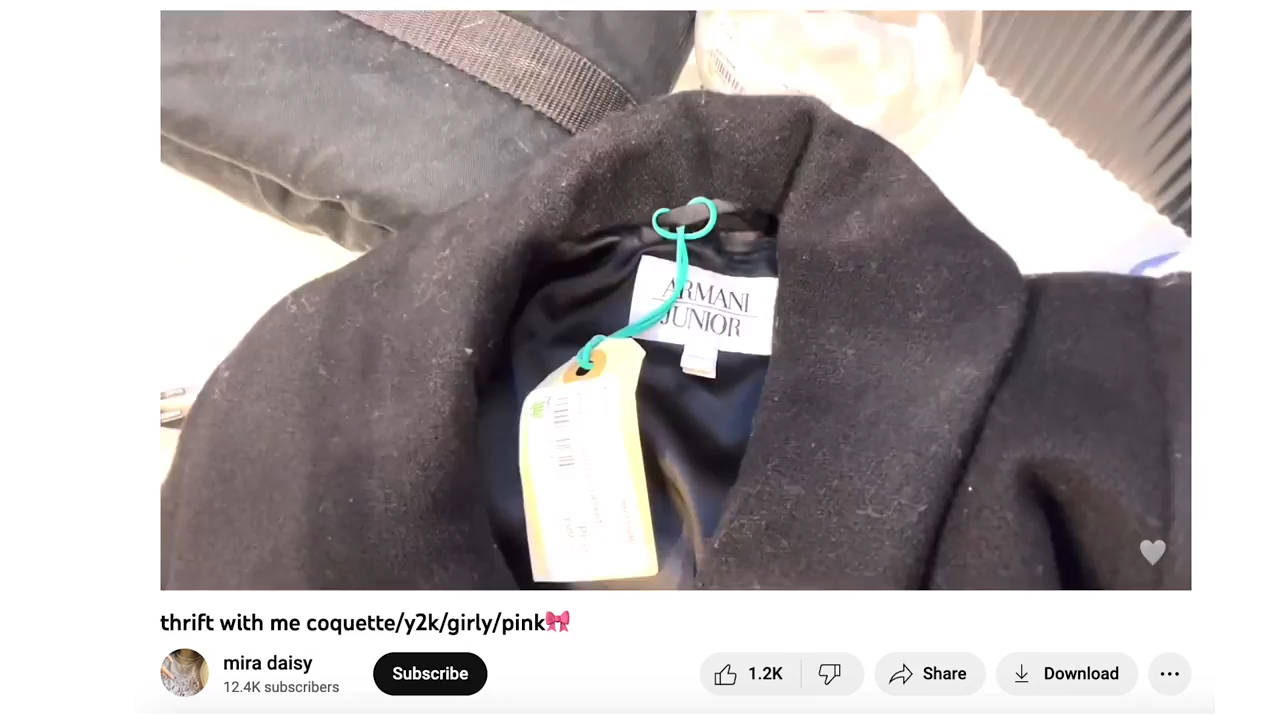 ARMANI
JUNIOR
thrift with me coquette/y2k/girly/pink🎀
mira daisy
12.4K subscribers
Subscribe
1.2K
Share
Download